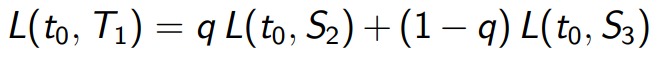 L(t₀, T₁) = q L(t₀, S₂) + (1 − q) L(t₀, S₃)